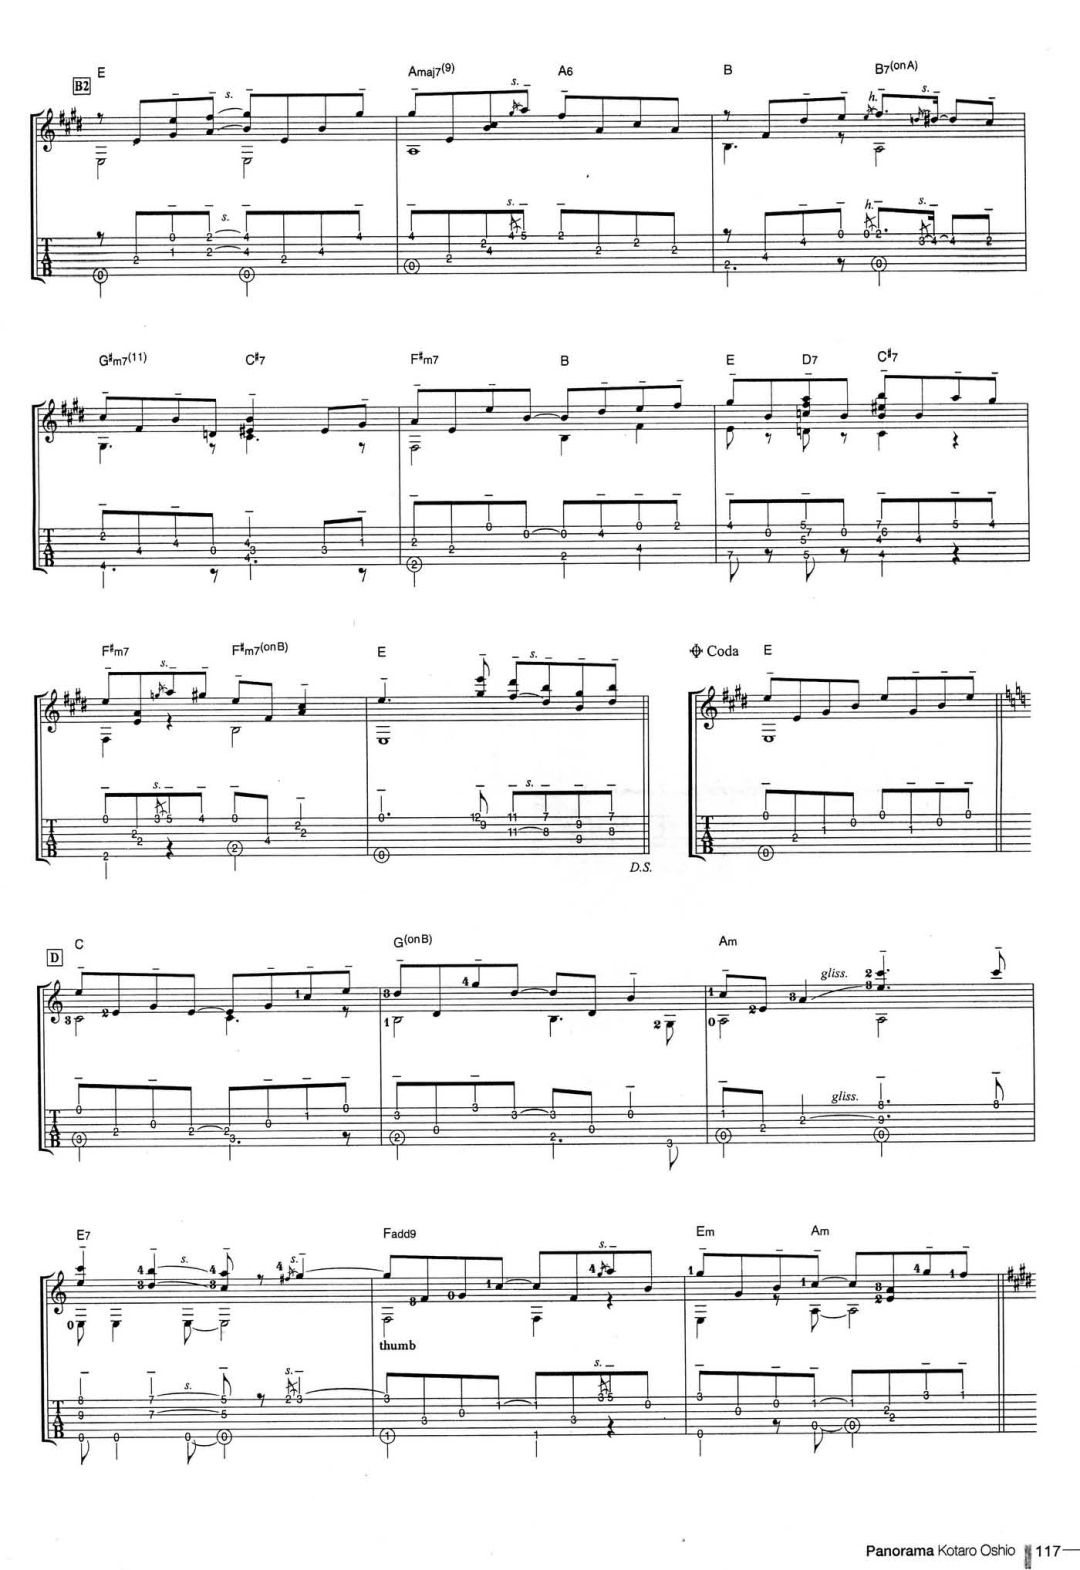 B2 E Amaj7(9) A6 B B7(onA)
s. s. h. s.
s. s. h. s.
G#m7(11) C#7 F#m7 B E D7 C#7
F#m7 F#m7(onB) E Coda E
s. s.
s. s.
D.S.
D C G(onB) Am
gliss.
gliss.
E7 Fadd9 Em Am
s. s. s.
thumb
s. s. s.
Panorama Kotaro Oshio 117